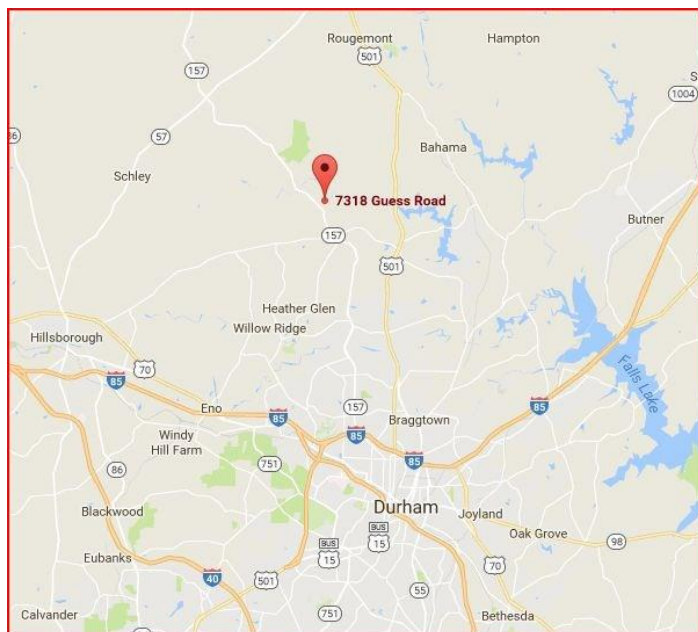 Rougemont
Hampton
501
157
S
1004
57
86
Bahama
Schley
7318 Guess Road
Butner
157
501
Heather Glen
Willow Ridge
Hillsborough
70
85
Falls Lake
Eno
85
157
85
Braggtown
85
85
Windy
Hill Farm
751
86
Durham
Blackwood
Joyland
BUS
15
BUS
15
Oak Grove
98
Eubanks
70
40
501
55
Calvander
751
Bethesda